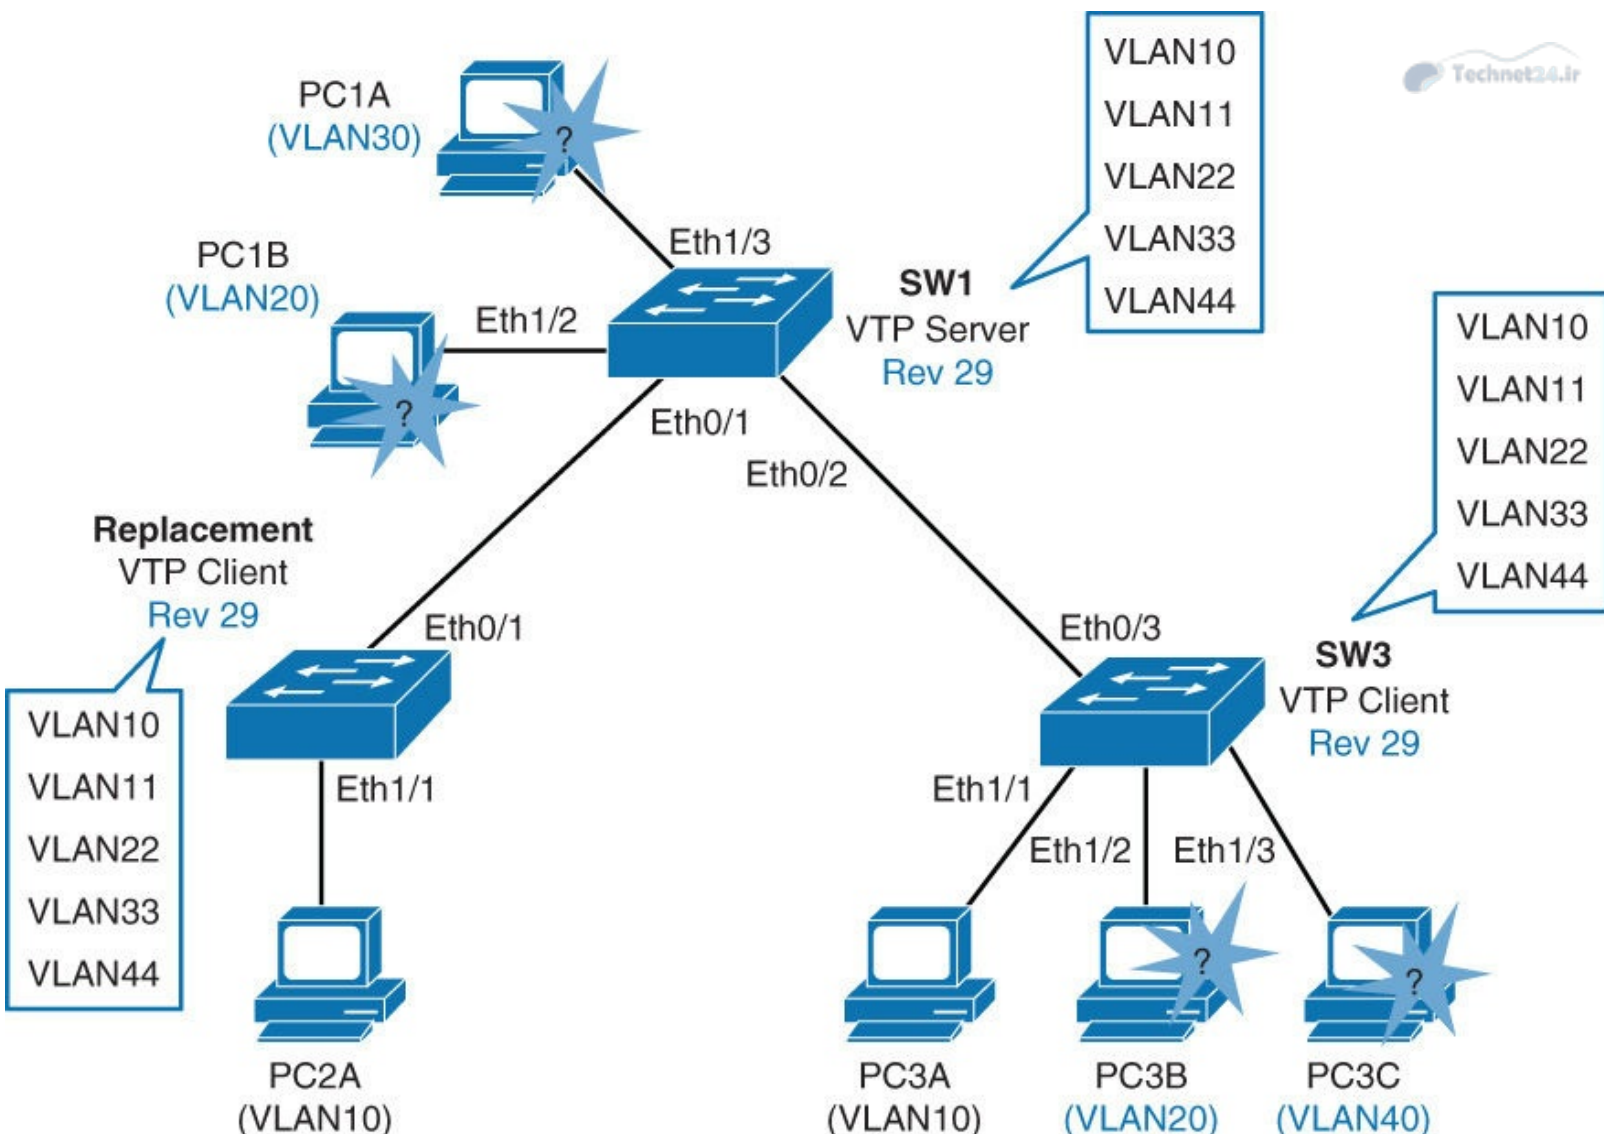 VLAN10
VLAN11
VLAN22
VLAN33
VLAN44
Technet24.ir
PC1A
(VLAN30)
?
Eth1/3
PC1B
(VLAN20)
?
Eth1/2
SW1
VTP Server
Rev 29
Eth0/1
Eth0/2
VLAN10
VLAN11
VLAN22
VLAN33
VLAN44
Replacement
VTP Client
Rev 29
Eth0/1
Eth0/3
SW3
VTP Client
Rev 29
VLAN10
VLAN11
VLAN22
VLAN33
VLAN44
Eth1/1
Eth1/1
Eth1/2
Eth1/3
?
?
PC2A
(VLAN10)
PC3A
(VLAN10)
PC3B
(VLAN20)
PC3C
(VLAN40)